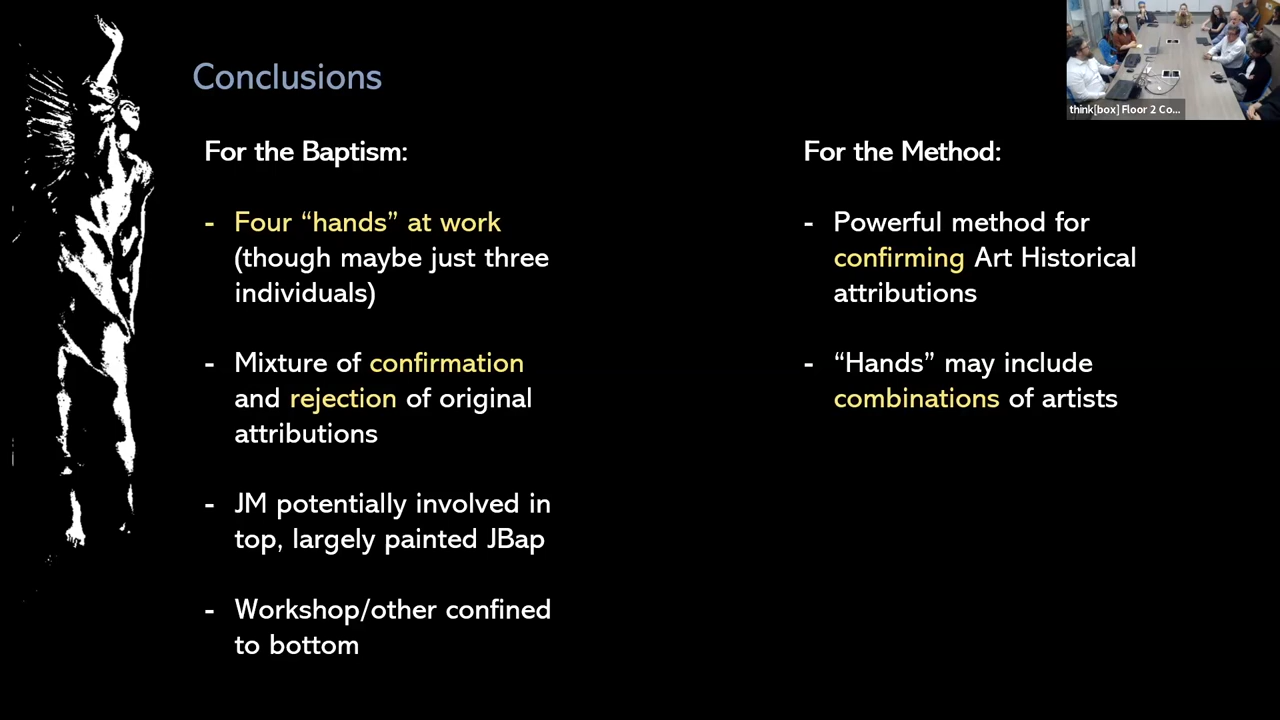 Conclusions
think[box] Floor 2 Co...
For the Baptism:
- Four “hands” at work
(though maybe just three
individuals)
- Mixture of confirmation
and rejection of original
attributions
- JM potentially involved in
top, largely painted JBap
- Workshop/other confined
to bottom
For the Method:
- Powerful method for
confirming Art Historical
attributions
- “Hands” may include
combinations of artists